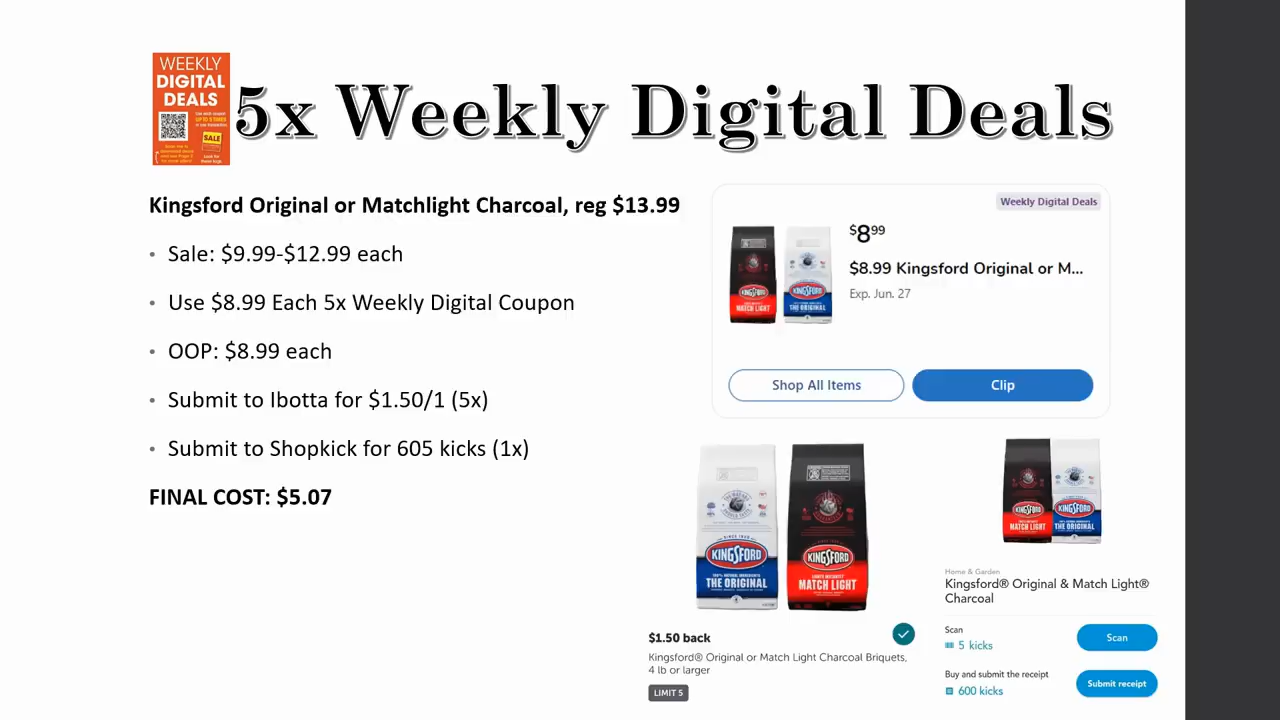 WEEKLY
DIGITAL
DEALS
SALE
5x Weekly Digital Deals
Kingsford Original or Matchlight Charcoal, reg $13.99
• Sale: $9.99-$12.99 each
• Use $8.99 Each 5x Weekly Digital Coupon
• OOP: $8.99 each
• Submit to Ibotta for $1.50/1 (5x)
• Submit to Shopkick for 605 kicks (1x)
FINAL COST: $5.07
Weekly Digital Deals
$8.99
$8.99 Kingsford Original or M...
Exp. Jun. 27
Shop All Items
Clip
KINGSFORD
MATCH LIGHT
KINGSFORD
THE ORIGINAL
KINGSFORD
THE ORIGINAL
KINGSFORD
MATCH LIGHT
$1.50 back
Kingsford® Original or Match Light Charcoal Briquets,
4 lb or larger
LIMIT 5
KINGSFORD
MATCH LIGHT
KINGSFORD
THE ORIGINAL
Home & Garden
Kingsford® Original & Match Light®
Charcoal
Scan
5 kicks
Scan
Buy and submit the receipt
600 kicks
Submit receipt